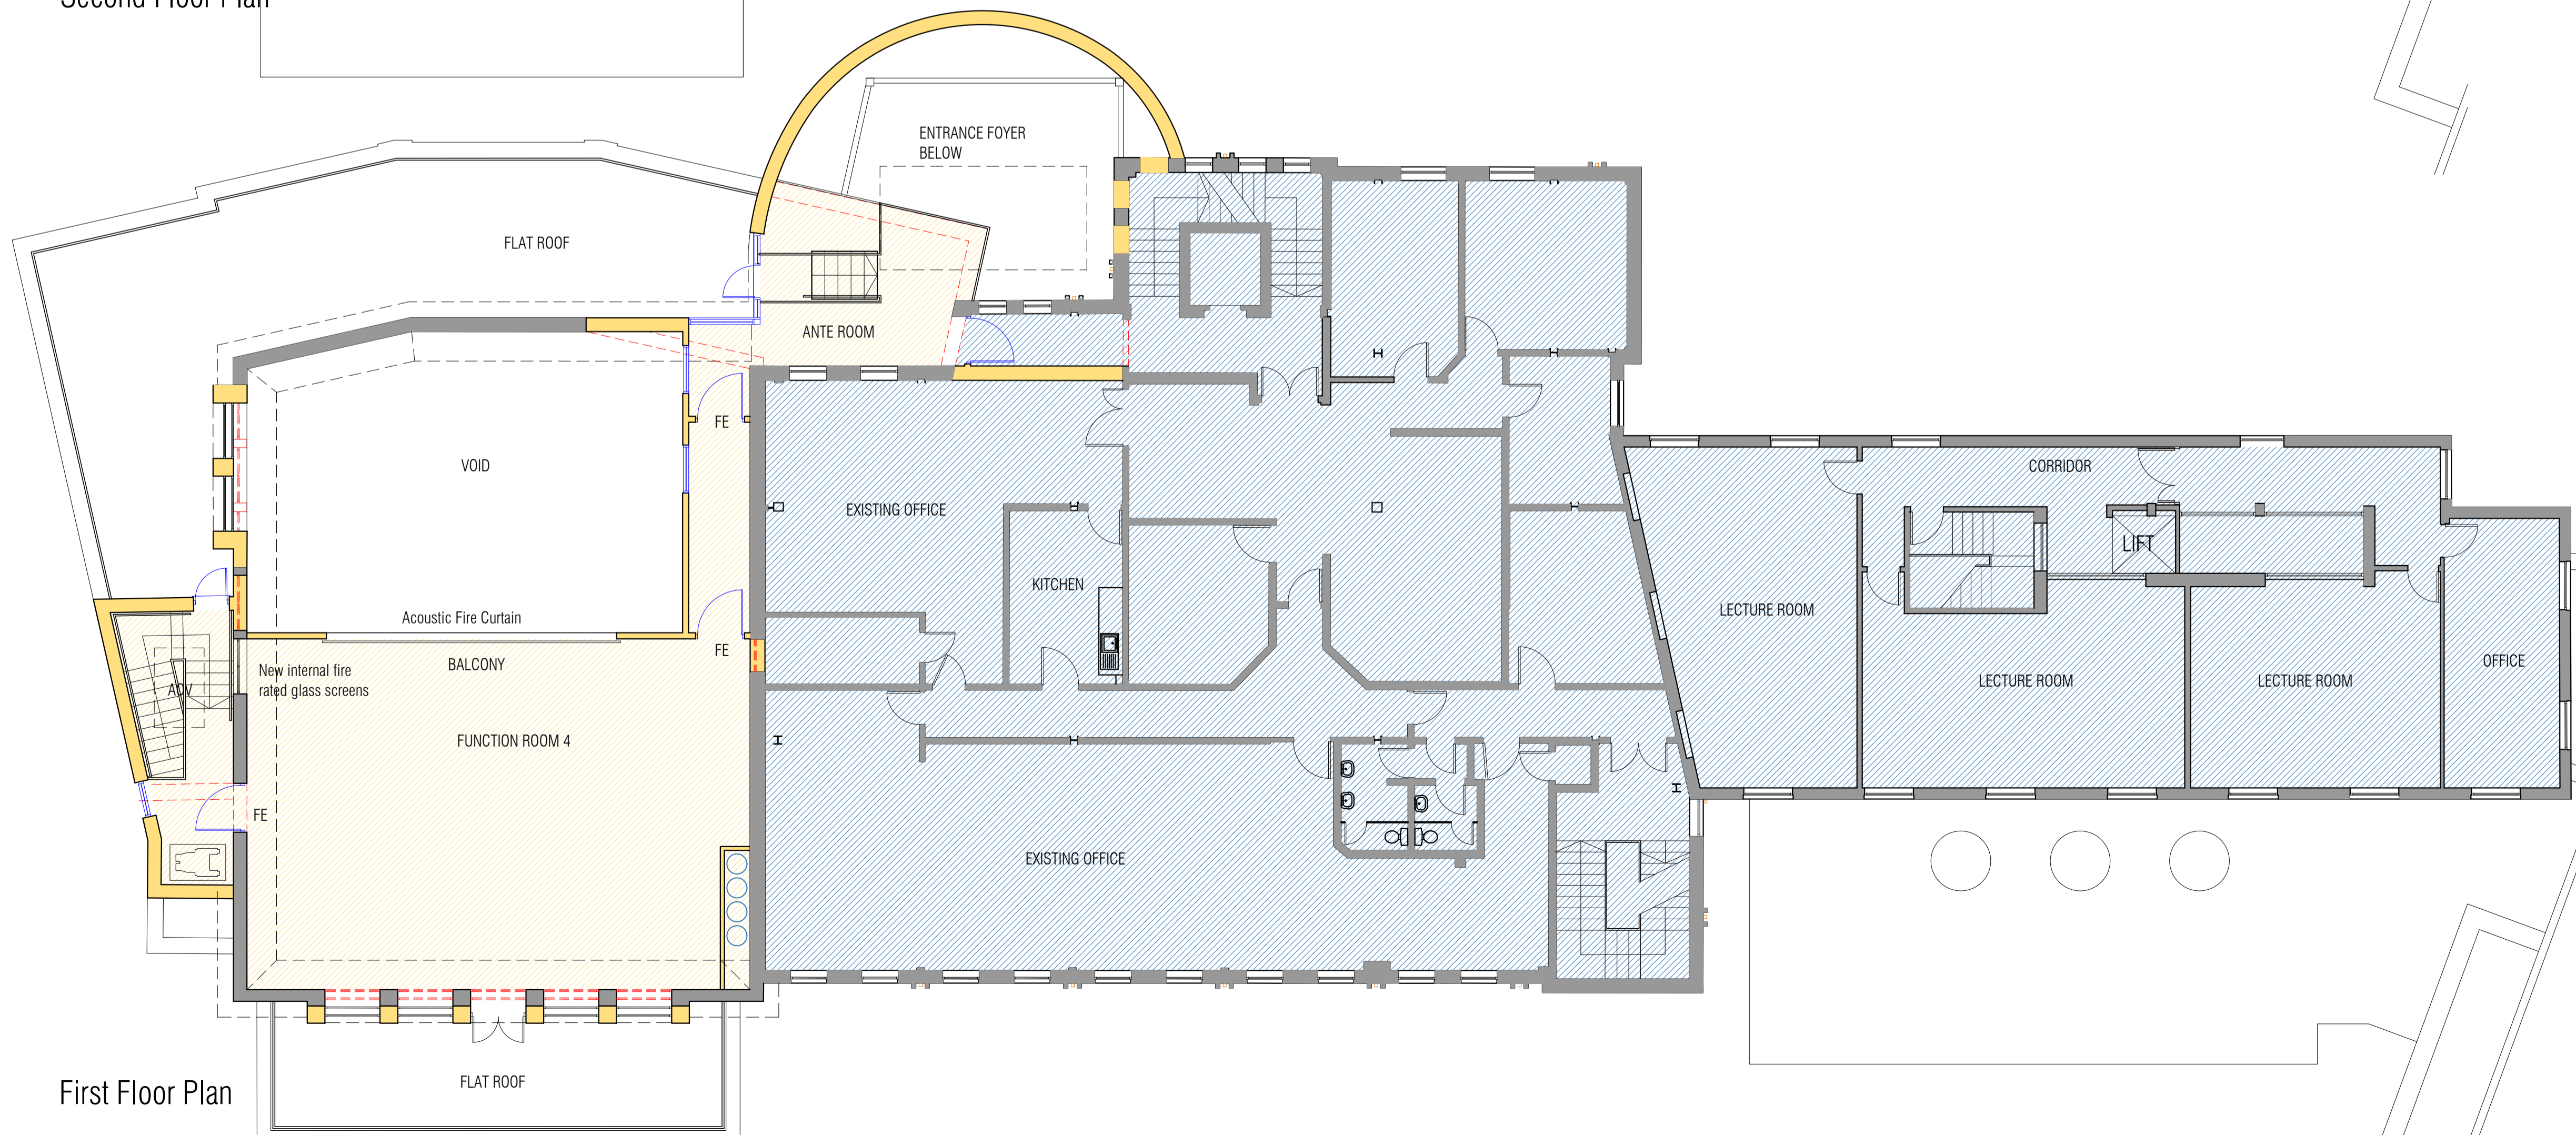 Second Floor Plan
ENTRANCE FOYER
BELOW
FLAT ROOF
ANTE ROOM
FE
VOID
CORRIDOR
EXISTING OFFICE
LIFT
KITCHEN
LECTURE ROOM
Acoustic Fire Curtain
FE
BALCONY
New internal fire
rated glass screens
AOV
OFFICE
LECTURE ROOM
LECTURE ROOM
FUNCTION ROOM 4
FE
EXISTING OFFICE
FLAT ROOF
First Floor Plan